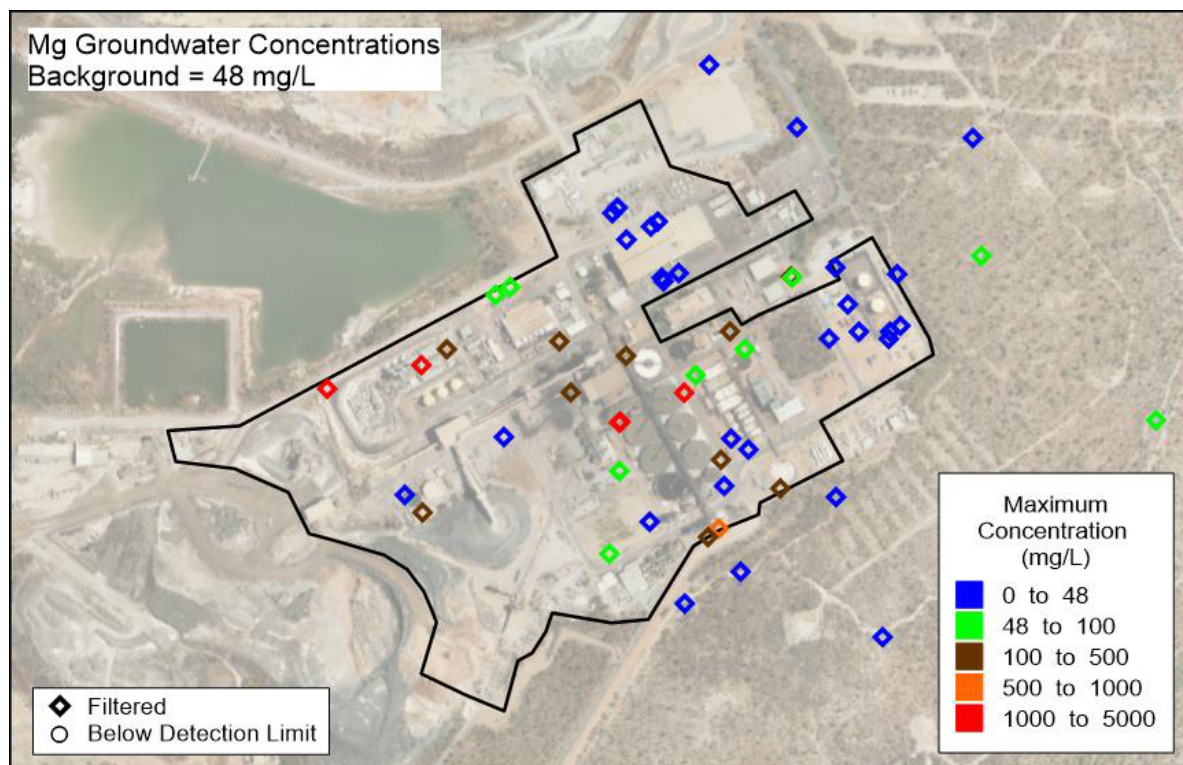 Mg Groundwater Concentrations
Background = 48 mg/L
Filtered
Below Detection Limit
Maximum
Concentration
(mg/L)
0 to 48
48 to 100
100 to 500
500 to 1000
1000 to 5000